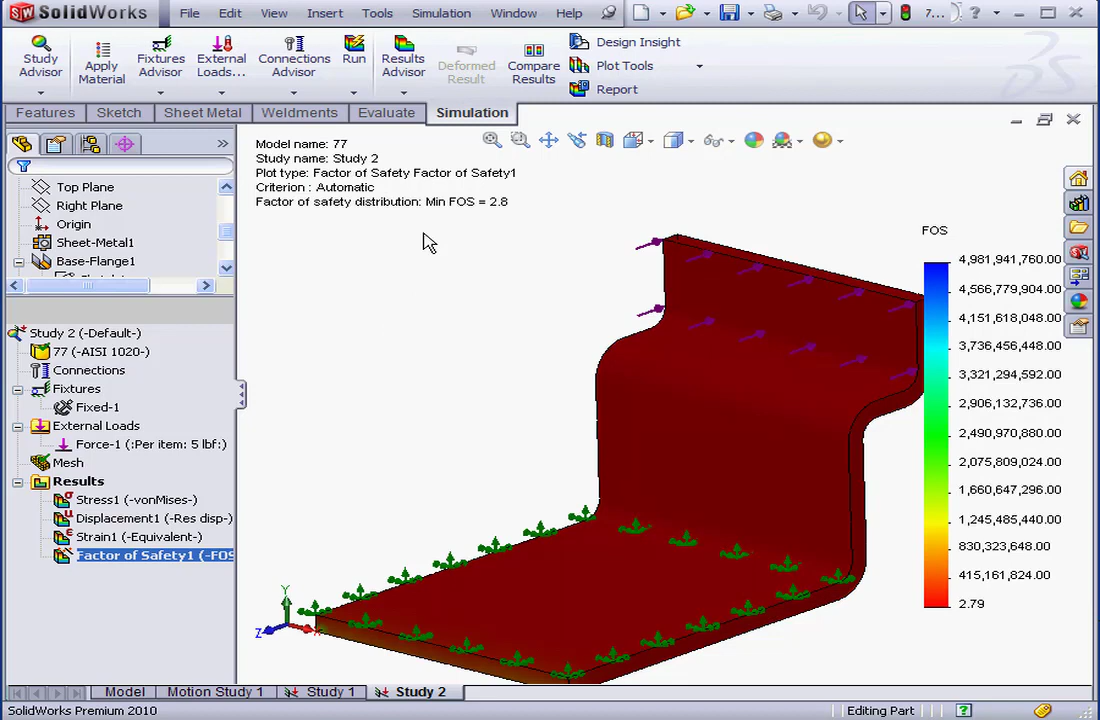 SolidWorks File Edit View Insert Tools Simulation Window Help 7...
Study Advisor
Apply Material
Fixtures Advisor
External Loads...
Connections Advisor
Run
Results Advisor
Deformed Result
Compare Results
Design Insight
Plot Tools
Report
Features Sketch Sheet Metal Weldments Evaluate Simulation
Model name: 77
Study name: Study 2
Plot type: Factor of Safety Factor of Safety1
Criterion : Automatic
Factor of safety distribution: Min FOS = 2.8
Top Plane
Right Plane
Origin
Sheet-Metal1
Base-Flange1
Study 2 (-Default-)
77 (-AISI 1020-)
Connections
Fixtures
Fixed-1
External Loads
Force-1 (:Per item: 5 lbf:)
Mesh
Results
Stress1 (-vonMises-)
Displacement1 (-Res disp-)
Strain1 (-Equivalent-)
Factor of Safety1 (-FOS
FOS
4,981,941,760.00
4,566,779,904.00
4,151,618,048.00
3,736,456,448.00
3,321,294,592.00
2,906,132,736.00
2,490,970,880.00
2,075,809,024.00
1,660,647,296.00
1,245,485,440.00
830,323,648.00
415,161,824.00
2.79
Y
Z
X
Model Motion Study 1 Study 1 Study 2
SolidWorks Premium 2010 Editing Part